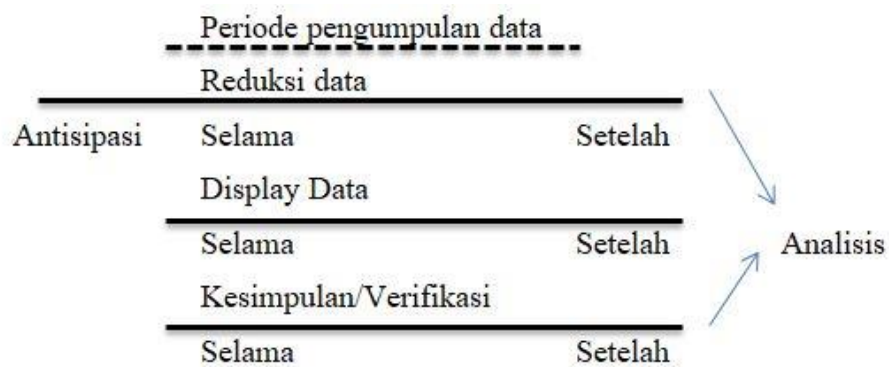 Periode pengumpulan data
Reduksi data
Antisipasi Selama Setelah
Display Data
Selama Setelah Analisis
Kesimpulan/Verifikasi
Selama Setelah